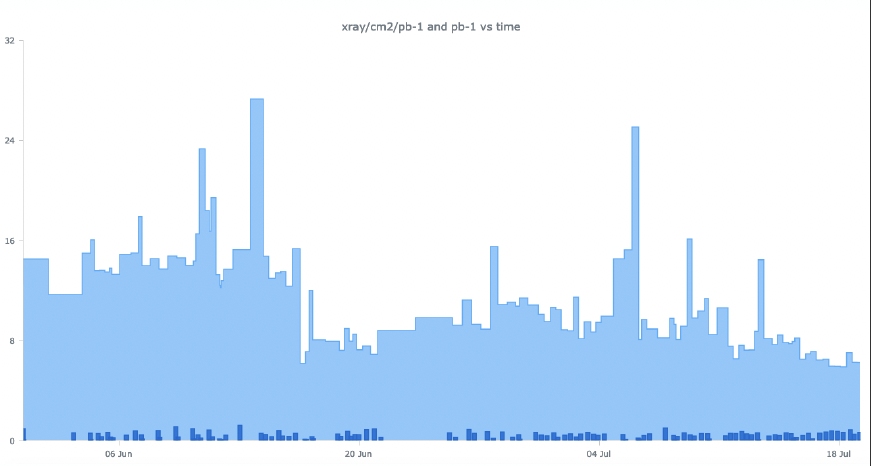 xray/cm2/pb-1 and pb-1 vs time
32
24
16
8
0
06 Jun
20 Jun
04 Jul
18 Jul